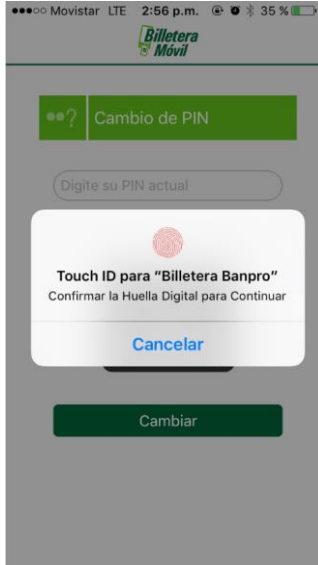 Movistar LTE 2:56 p.m. 35 %
Billetera
Móvil
? Cambio de PIN
Digite su PIN actual
Touch ID para “Billetera Banpro”
Confirmar la Huella Digital para Continuar
Cancelar
Cambiar